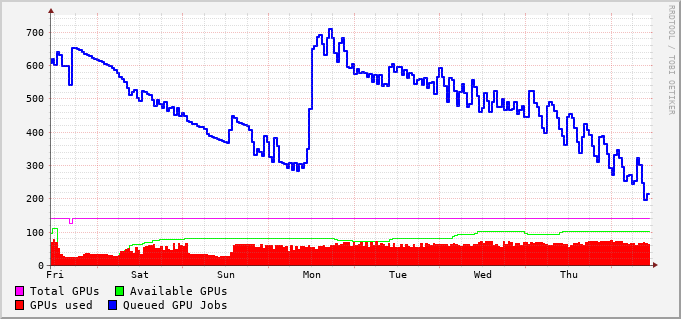 RRDTOOL / TOBI OETIKER
700
600
500
400
300
200
100
0
Fri Sat Sun Mon Tue Wed Thu
Total GPUs Available GPUs
GPUs used Queued GPU Jobs